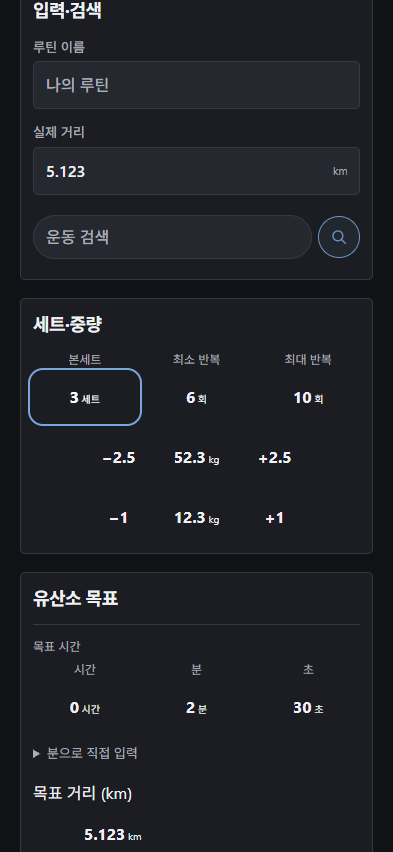 입력·검색
루틴 이름
나의 루틴
실제 거리
5.123 km
운동 검색
세트·중량
본세트 최소 반복 최대 반복
3 세트 6 회 10 회
−2.5 52.3 kg +2.5
−1 12.3 kg +1
유산소 목표
목표 시간
시간 분 초
0 시간 2 분 30 초
▶ 분으로 직접 입력
목표 거리 (km)
5.123 km